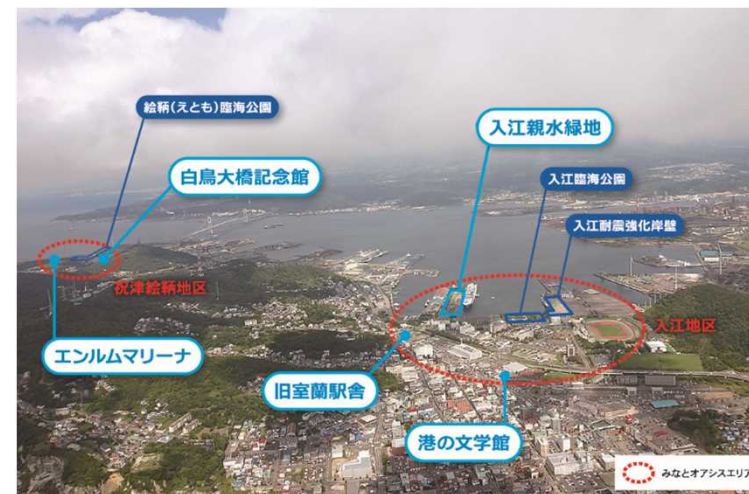 絵鞆(えとも)臨海公園
入江親水緑地
白鳥大橋記念館
入江臨海公園
入江耐震強化岸壁
祝津絵鞆地区
入江地区
エンルムマリーナ
旧室蘭駅舎
港の文学館
みなとオアシスエリア